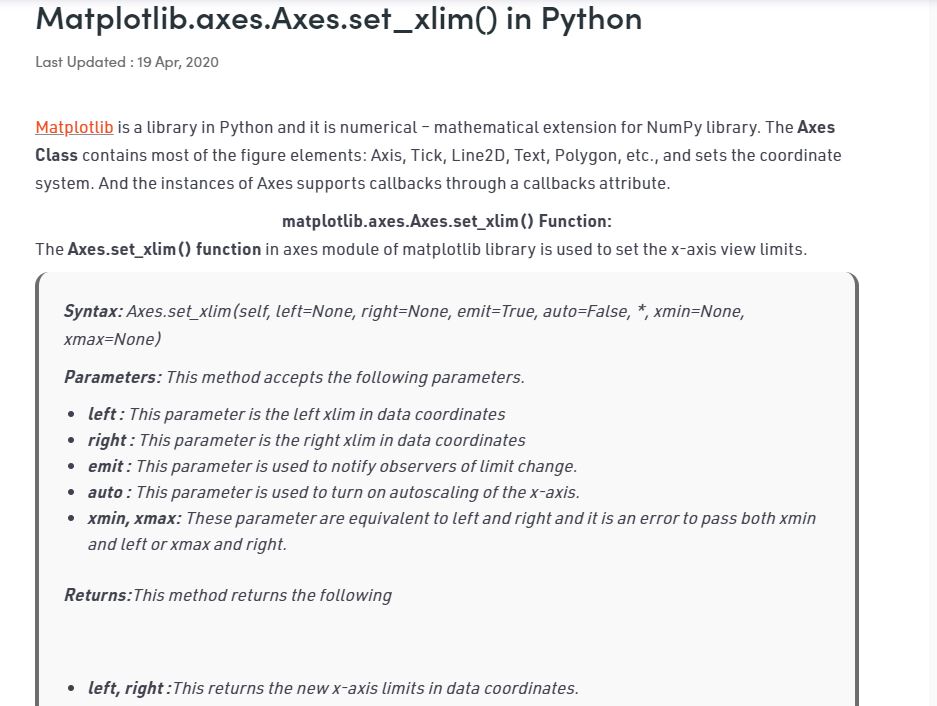 Matplotlib.axes.Axes.set_xlim() in Python
Last Updated : 19 Apr, 2020
Matplotlib is a library in Python and it is numerical – mathematical extension for NumPy library. The Axes
Class contains most of the figure elements: Axis, Tick, Line2D, Text, Polygon, etc., and sets the coordinate
system. And the instances of Axes supports callbacks through a callbacks attribute.
matplotlib.axes.Axes.set_xlim() Function:
The Axes.set_xlim() function in axes module of matplotlib library is used to set the x-axis view limits.
Syntax: Axes.set_xlim(self, left=None, right=None, emit=True, auto=False, *, xmin=None,
xmax=None)
Parameters: This method accepts the following parameters.
• left : This parameter is the left xlim in data coordinates
• right : This parameter is the right xlim in data coordinates
• emit : This parameter is used to notify observers of limit change.
• auto : This parameter is used to turn on autoscaling of the x-axis.
• xmin, xmax: These parameter are equivalent to left and right and it is an error to pass both xmin
and left or xmax and right.
Returns:This method returns the following
• left, right :This returns the new x-axis limits in data coordinates.